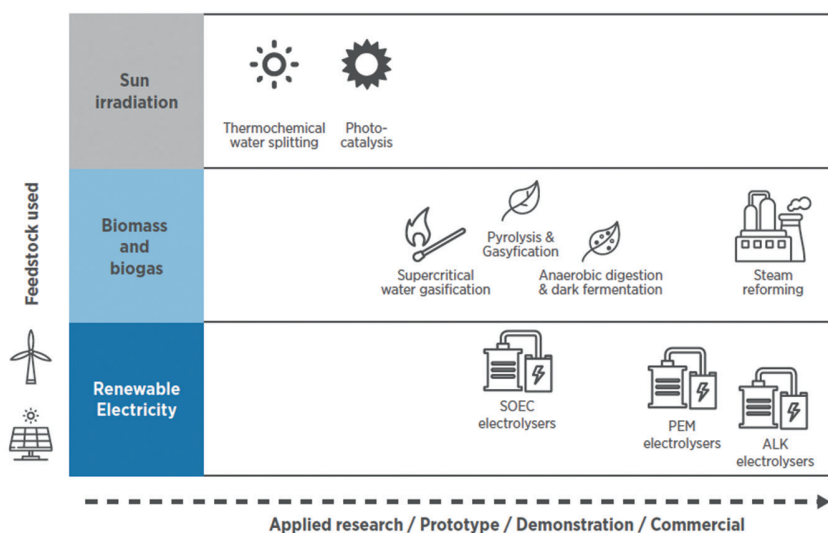 Feedstock used
Sun
irradiation
Thermochemical
water splitting
Photo-
catalysis
Biomass
and
biogas
Supercritical
water gasification
Pyrolysis &
Gasyfication
Anaerobic digestion
& dark fermentation
Steam
reforming
Renewable
Electricity
SOEC
electrolysers
PEM
electrolysers
ALK
electrolysers
Applied research / Prototype / Demonstration / Commercial